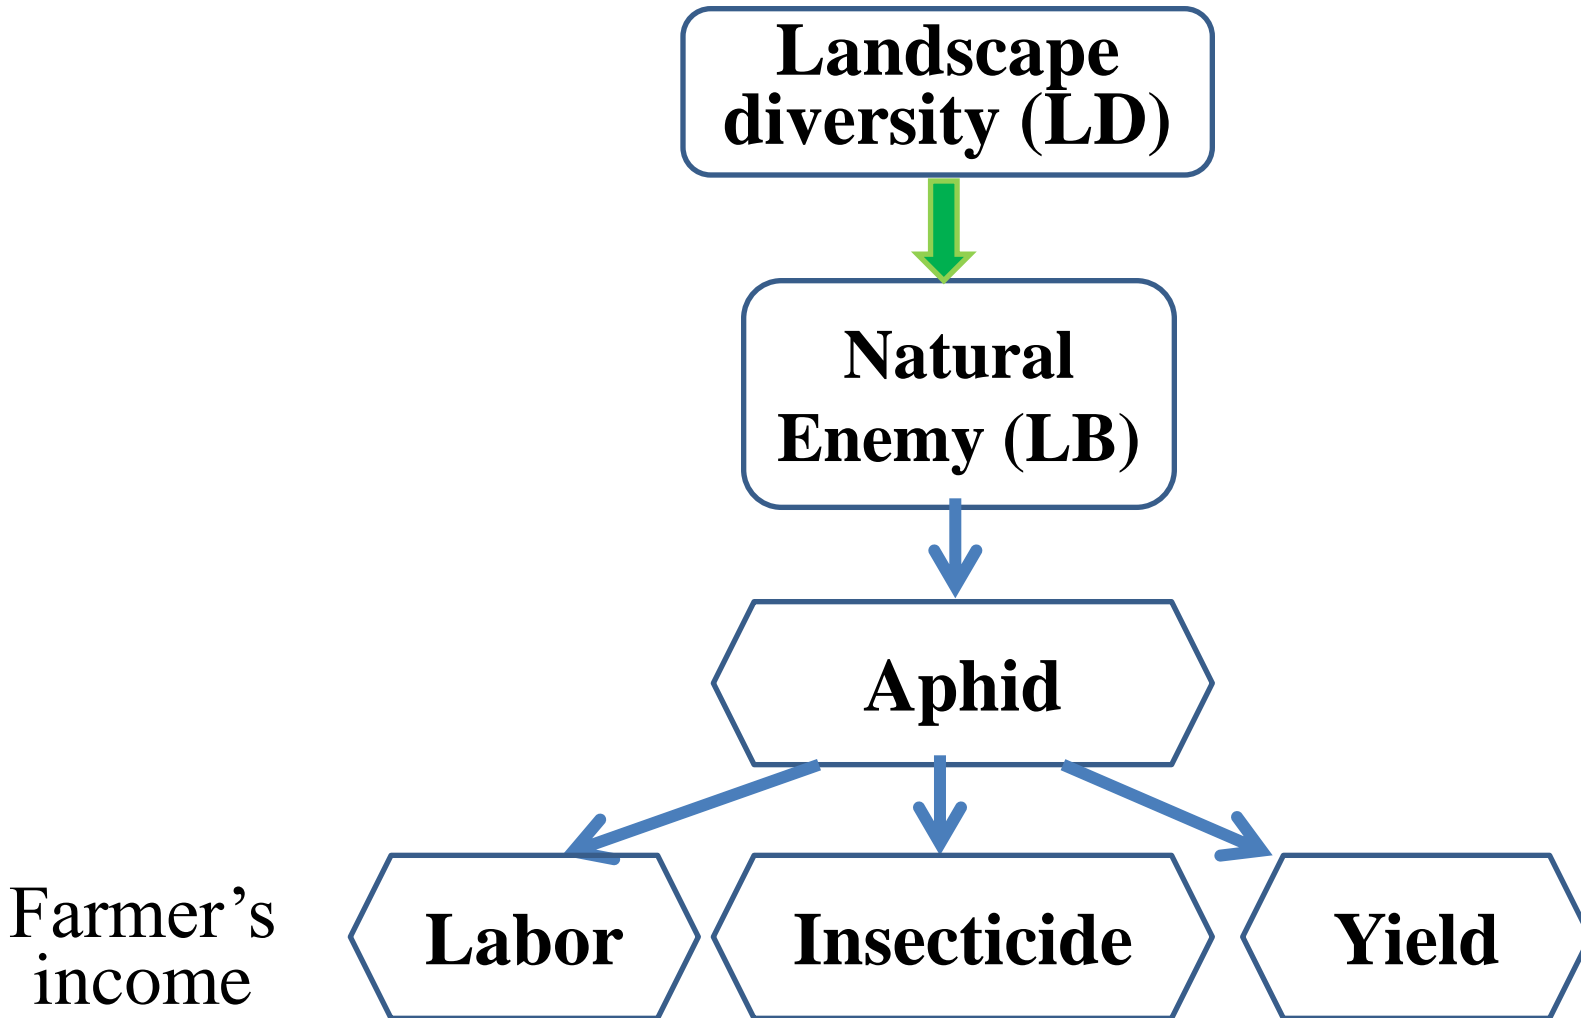 Landscape
diversity (LD)
Natural
Enemy (LB)
Aphid
Farmer’s
income
Labor
Insecticide
Yield